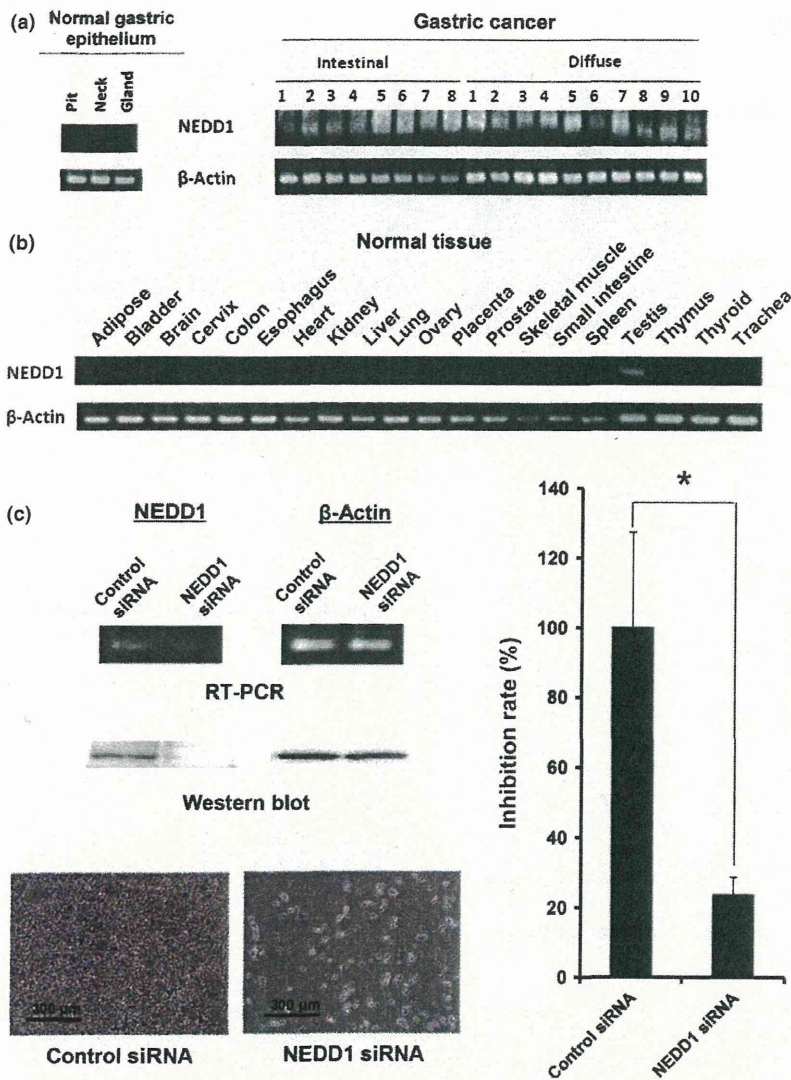 (a)
Normal gastric
epithelium
Pit
Neck
Gland
Gastric cancer
Intestinal
Diffuse
1 2 3 4 5 6 7 8 1 2 3 4 5 6 7 8 9 10
NEDD1
β-Actin
(b)
Normal tissue
Adipose
Bladder
Brain
Cervix
Colon
Esophagus
Heart
Kidney
Liver
Lung
Ovary
Placenta
Prostate
Skeletal muscle
Small intestine
Spleen
Testis
Thymus
Thyroid
Trachea
NEDD1
β-Actin
(c)
NEDD1
β-Actin
Control
siRNA
NEDD1
siRNA
Control
siRNA
NEDD1
siRNA
RT-PCR
Western blot
300 μm
Control siRNA
300 μm
NEDD1 siRNA
Inhibition rate (%)
140
120
100
80
60
40
20
0
*
Control siRNA
NEDD1 siRNA